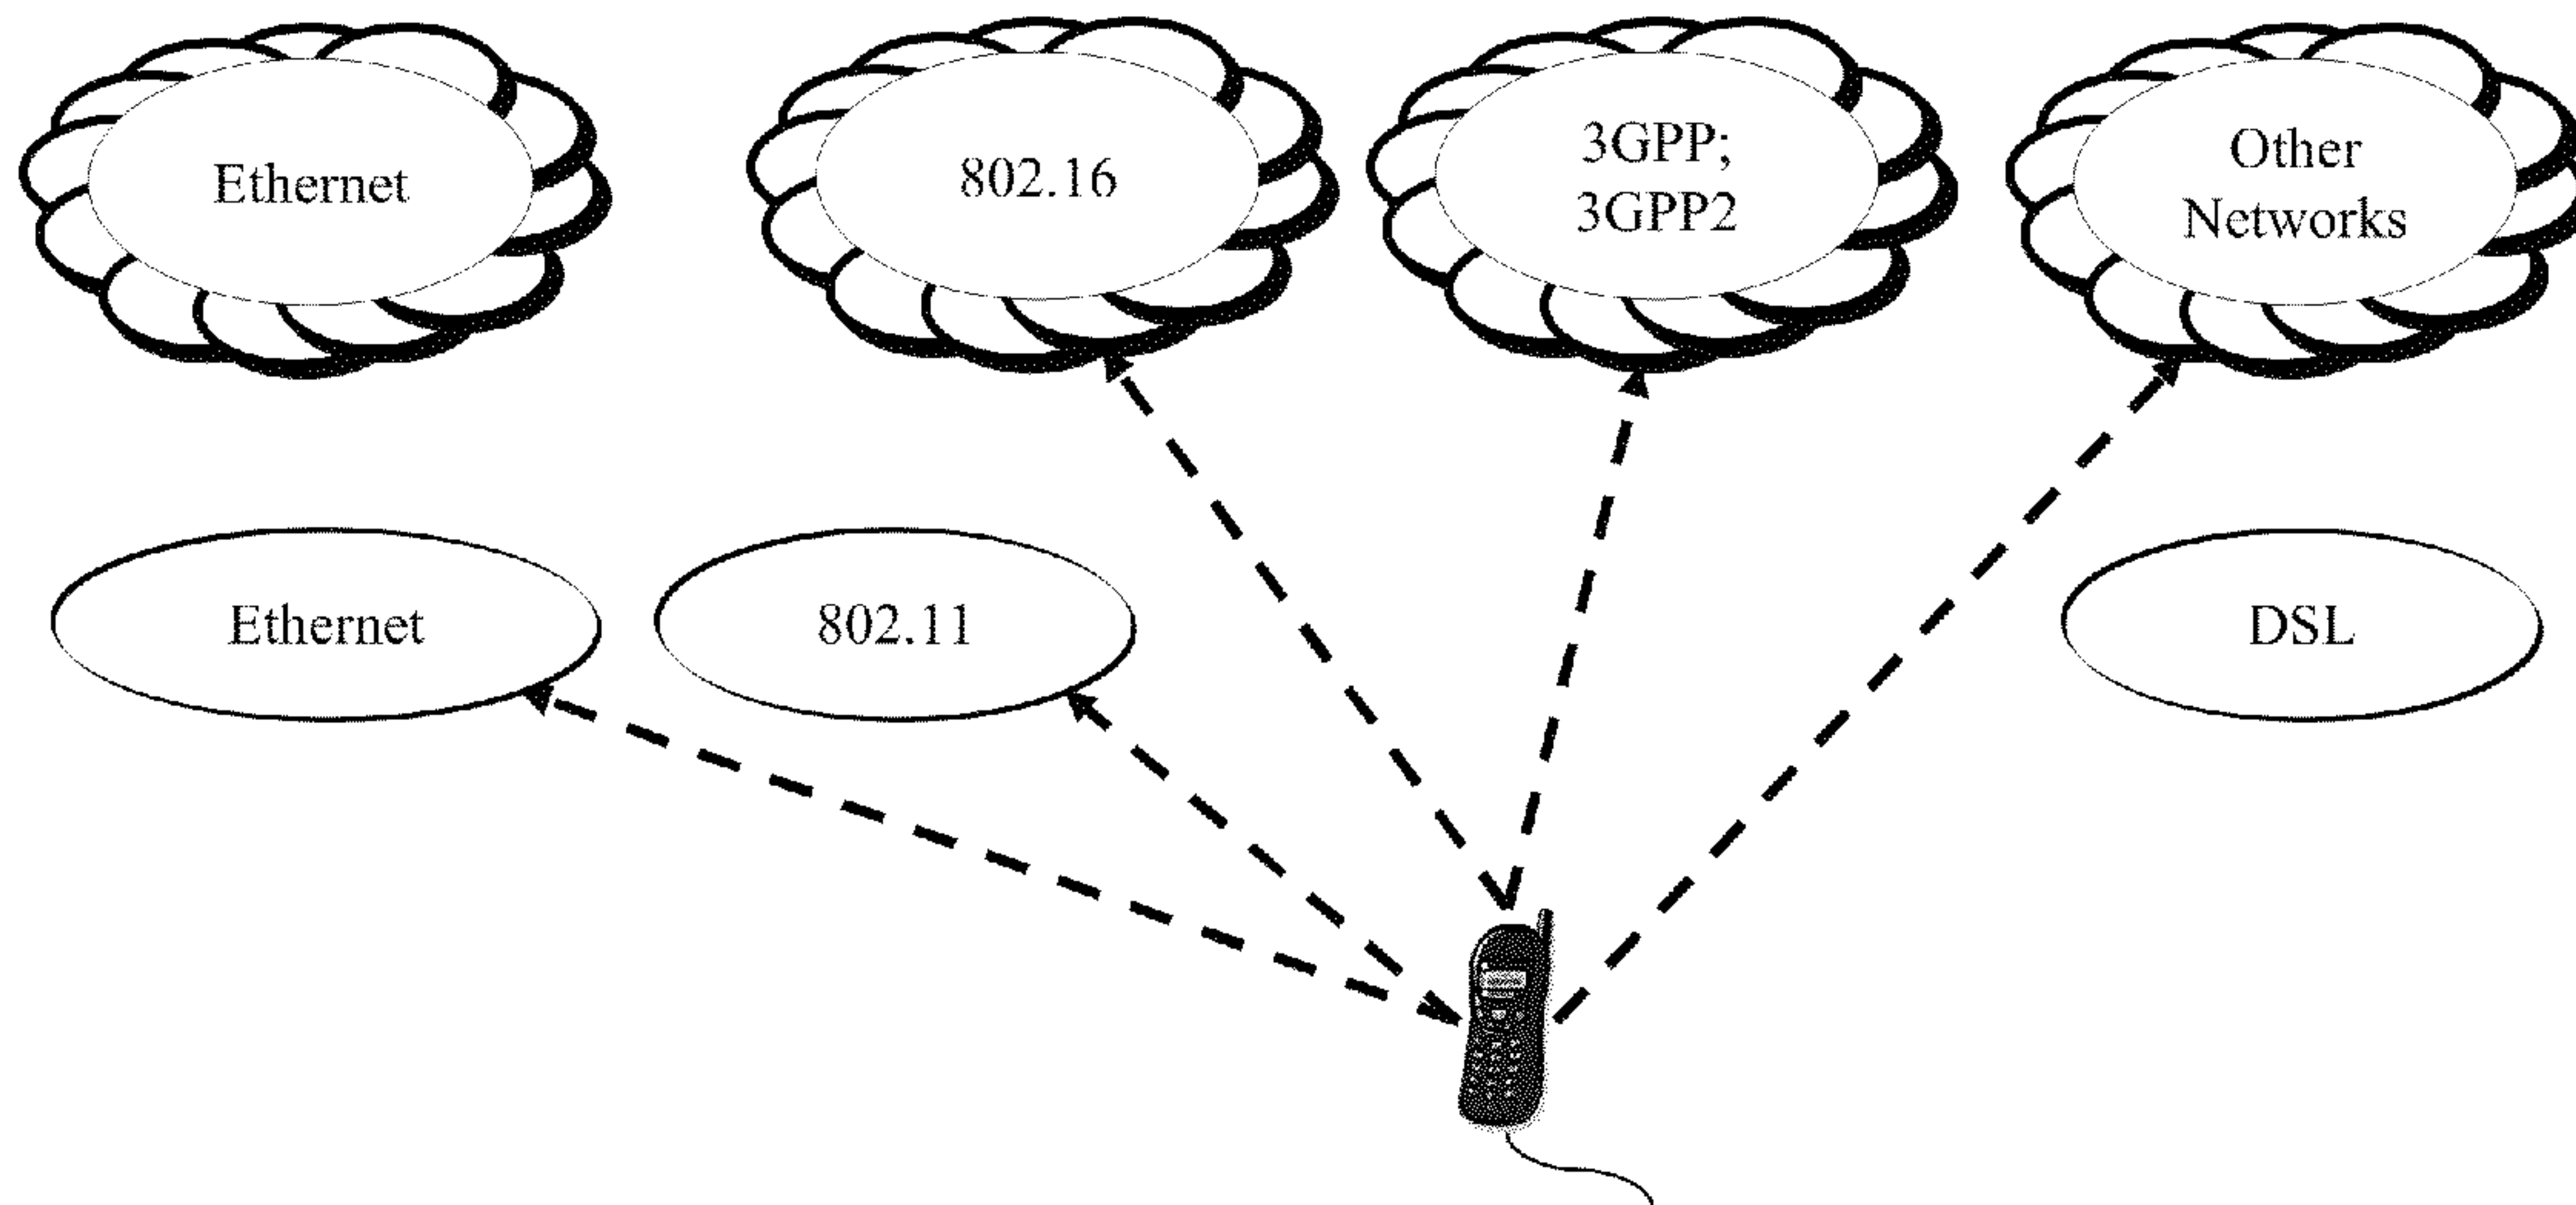 Ethernet
802.16
3GPP;
3GPP2
Other
Networks
Ethernet
802.11
DSL